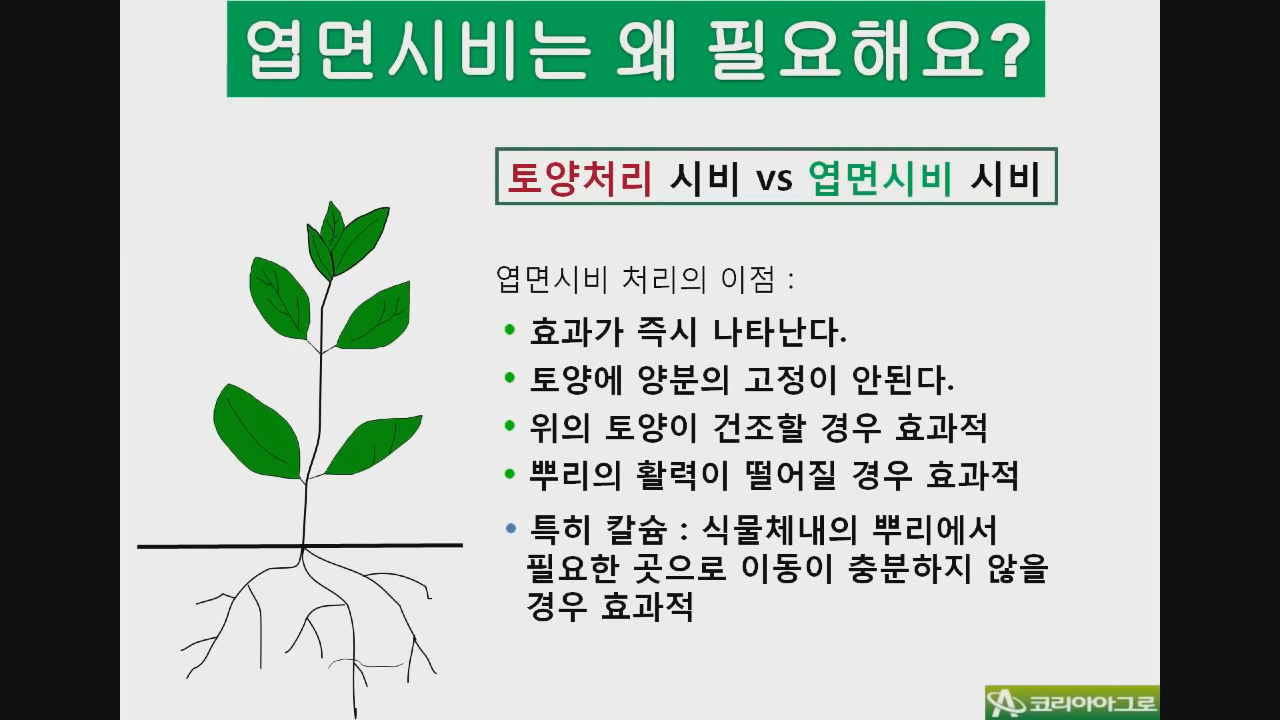 엽면시비는 왜 필요해요?
토양처리 시비 vs 엽면시비 시비
엽면시비 처리의 이점 :
• 효과가 즉시 나타난다.
• 토양에 양분의 고정이 안된다.
• 위의 토양이 건조할 경우 효과적
• 뿌리의 활력이 떨어질 경우 효과적
• 특히 칼슘 : 식물체내의 뿌리에서
필요한 곳으로 이동이 충분하지 않을
경우 효과적
코리아아그로